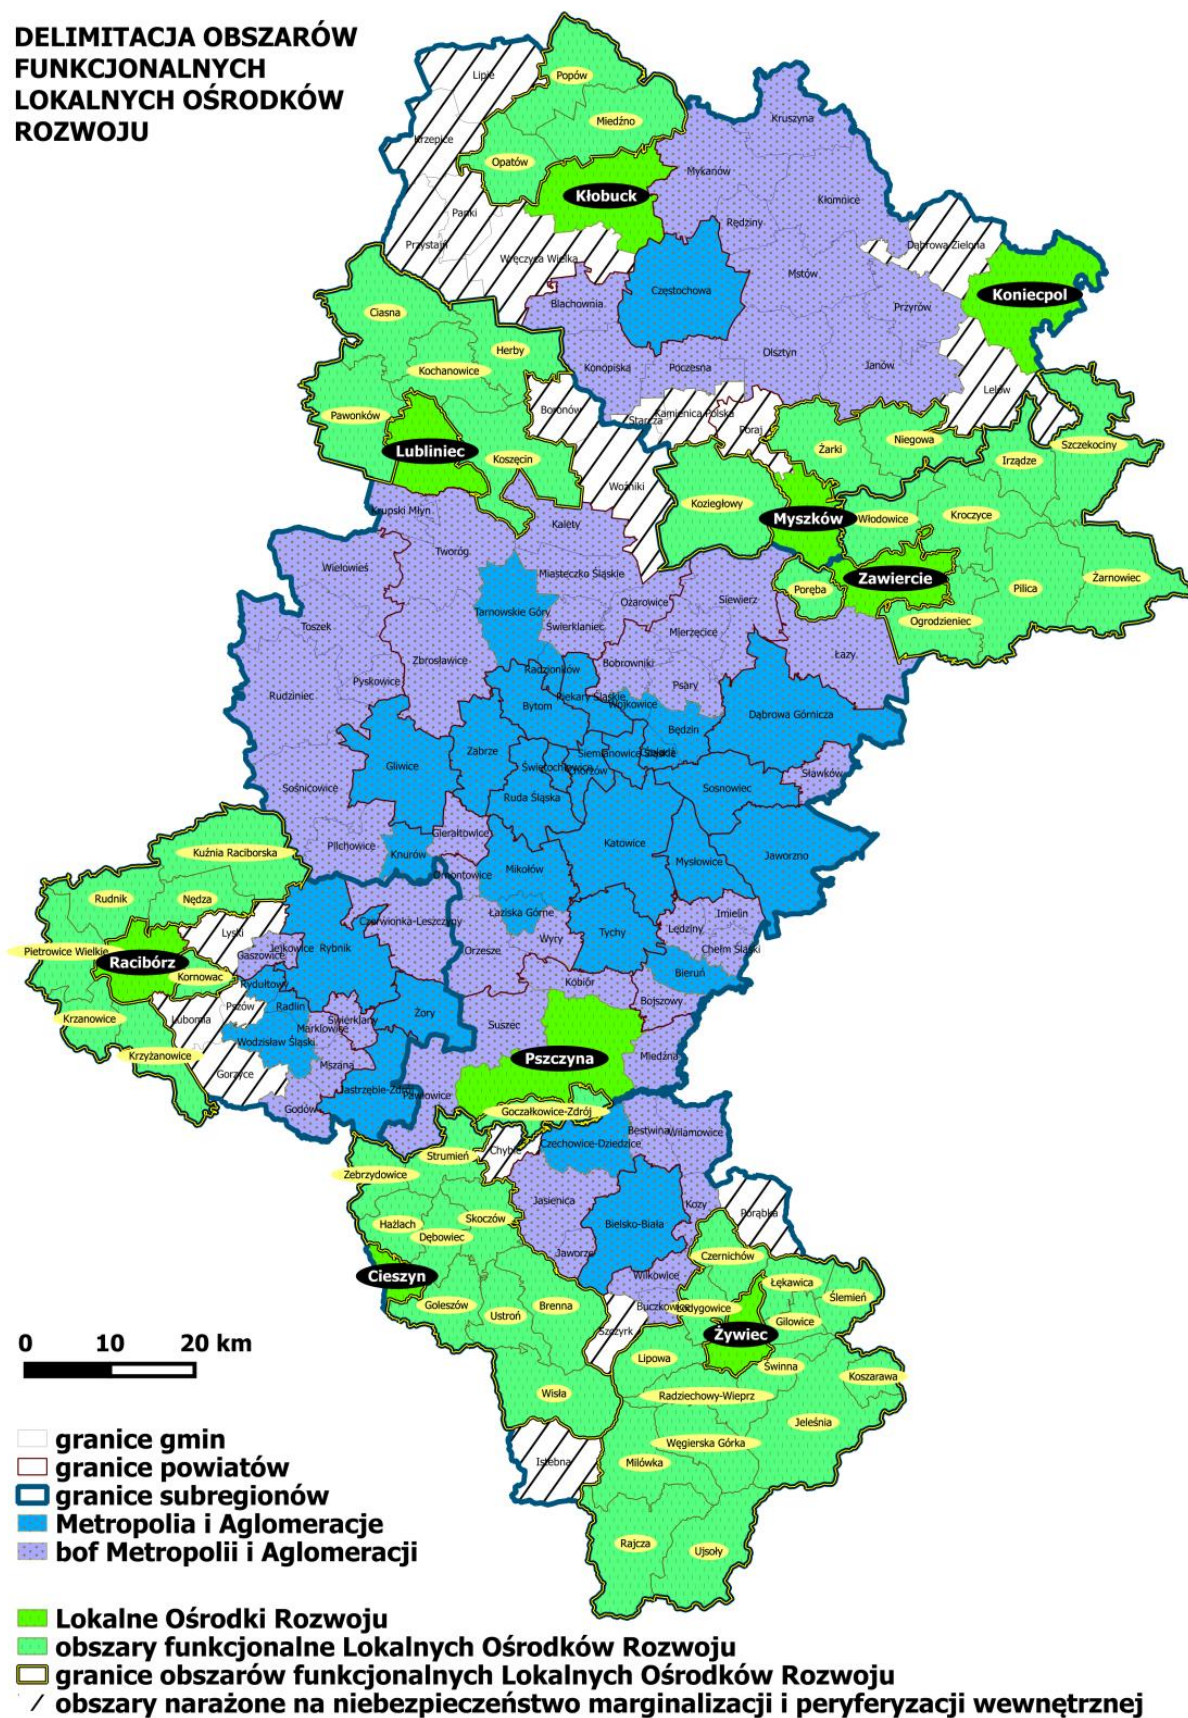 DELIMITACJA OBSZARÓW
FUNKCJONALNYCH
LOKALNYCH OŚRODKÓW
ROZWOJU
Lipie
Popów
Krzepice
Miedźno
Kruszyna
Opatów
Kłobuck
Mykanów
Kłomnice
Panki
Rędziny
Przystajń
Wręczyca Wielka
Dąbrowa Zielona
Mstów
Częstochowa
Koniecpol
Blachownia
Przyrów
Ciasna
Herby
Olsztyn
Konopiska
Poczesna
Janów
Kochanowice
Lelów
Boronów
Pawonków
Starcza
Kamienica Polska
Poraj
Niegowa
Szczekociny
Żarki
Lubliniec
Koszęcin
Irządze
Woźniki
Koziegłowy
Krupski Młyn
Kalety
Myszków
Włodowice
Kroczyce
Tworóg
Wielowieś
Miasteczko Śląskie
Zawiercie
Żarnowiec
Poręba
Pilica
Ożarowice
Siewierz
Tarnowskie Góry
Ogrodzieniec
Toszek
Świerklaniec
Mierzęcice
Zbrosławice
Bobrowniki
Łazy
Radzionków
Pyskowice
Psary
Rudziniec
Piekary Śląskie
Wojkowice
Bytom
Będzin
Dąbrowa Górnicza
Zabrze
Siemianowice Śląskie
Gliwice
Świętochłowice
Chorzów
Sławków
Sośnicowice
Sosnowiec
Ruda Śląska
Gierałtowice
Katowice
Pilchowice
Knurów
Kuźnia Raciborska
Mysłowice
Jaworzno
Mikołów
Ornontowice
Rudnik
Nędza
Łaziska Górne
Imielin
Czerwionka-Leszczyny
Lyski
Lędziny
Tychy
Wyry
Jejkowice
Rybnik
Pietrowice Wielkie
Orzesze
Chełm Śląski
Gaszowice
Racibórz
Kornowac
Bieruń
Rydułtowy
Kobiór
Pszów
Radlin
Bojszowy
Krzanowice
Lubomia
Świerklany
Żory
Suszec
Marklowice
Wodzisław Śląski
Krzyżanowice
Pszczyna
Miedźna
Mszana
Gorzyce
Jastrzębie-Zdrój
Pawłowice
Godów
Goczałkowice-Zdrój
Bestwina
Wilamowice
Czechowice-Dziedzice
Chybie
Strumień
Zebrzydowice
Jasienica
Kozy
Porąbka
Skoczów
Hażlach
Bielsko-Biała
Dębowiec
Jaworze
Czernichów
Cieszyn
Wilkowice
Łękawica
Ślemień
Goleszów
Brenna
Buczkowice
Łodygowice
Ustroń
Gilowice
Szczyrk
Żywiec
Lipowa
Świnna
Koszarawa
Wisła
Radziechowy-Wieprz
Jeleśnia
Węgierska Górka
Istebna
Milówka
Rajcza
Ujsoły
0 10 20 km
granice gmin
granice powiatów
granice subregionów
Metropolia i Aglomeracje
bof Metropolii i Aglomeracji
Lokalne Ośrodki Rozwoju
obszary funkcjonalne Lokalnych Ośrodków Rozwoju
granice obszarów funkcjonalnych Lokalnych Ośrodków Rozwoju
obszary narażone na niebezpieczeństwo marginalizacji i peryferyzacji wewnętrznej